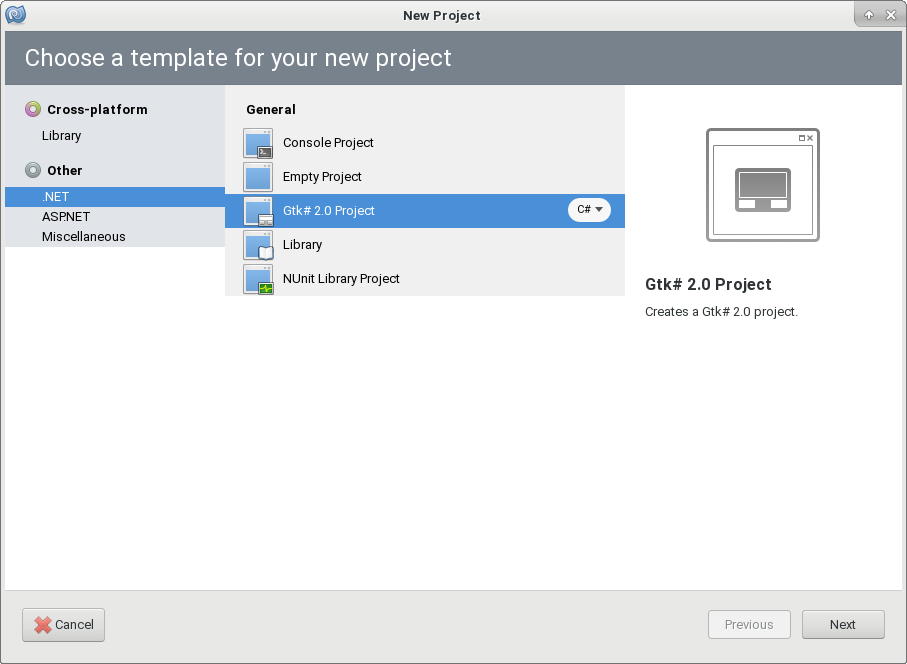 New Project
Choose a template for your new project
Cross-platform
Library
Other
.NET
ASP.NET
Miscellaneous
General
Console Project
Empty Project
Gtk# 2.0 Project
C#
Library
NUnit Library Project
Gtk# 2.0 Project
Creates a Gtk# 2.0 project.
Cancel
Previous
Next